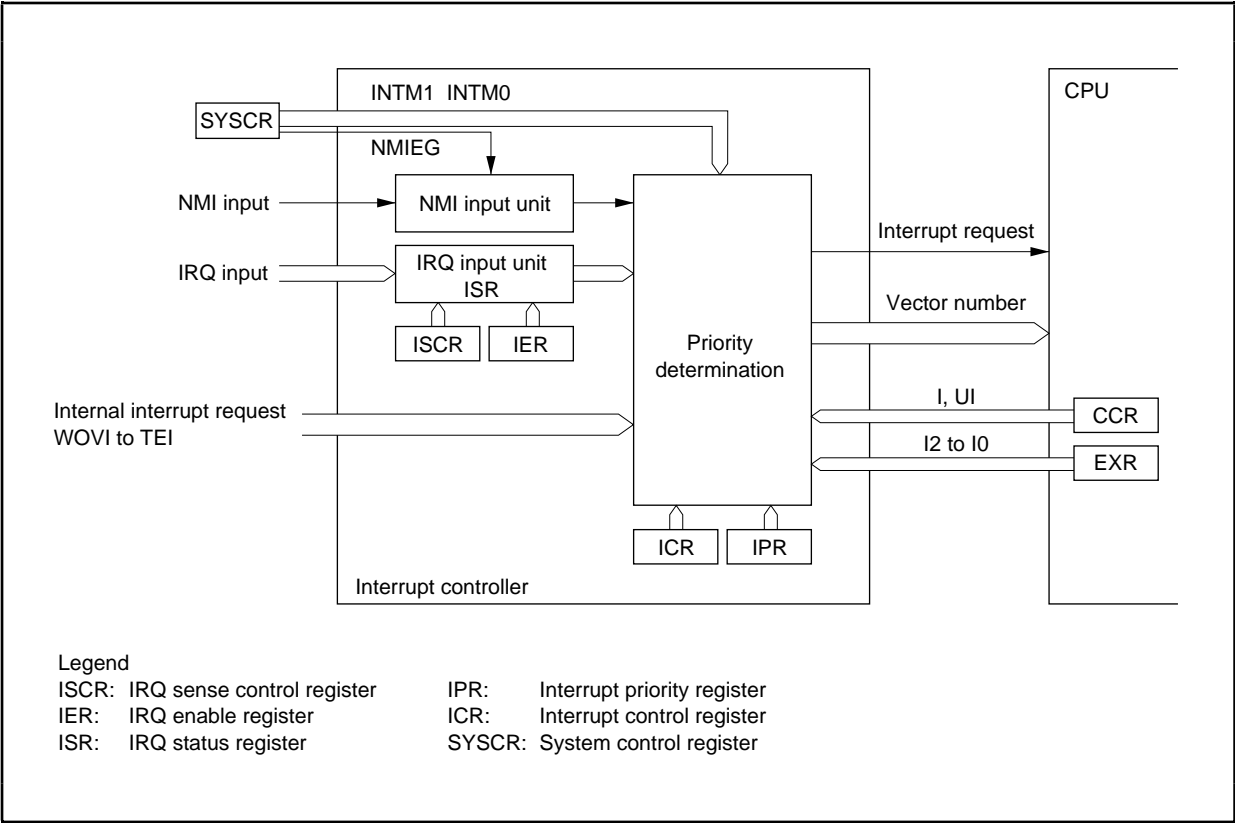 INTM1 INTM0
CPU
SYSCR
NMIEG
NMI input
NMI input unit
Interrupt request
IRQ input
IRQ input unit
ISR
Vector number
ISCR
IER
Priority
determination
I, UI
Internal interrupt request
WOVI to TEI
CCR
I2 to I0
EXR
ICR
IPR
Interrupt controller
Legend
ISCR: IRQ sense control register
IER: IRQ enable register
ISR: IRQ status register
IPR: Interrupt priority register
ICR: Interrupt control register
SYSCR: System control register